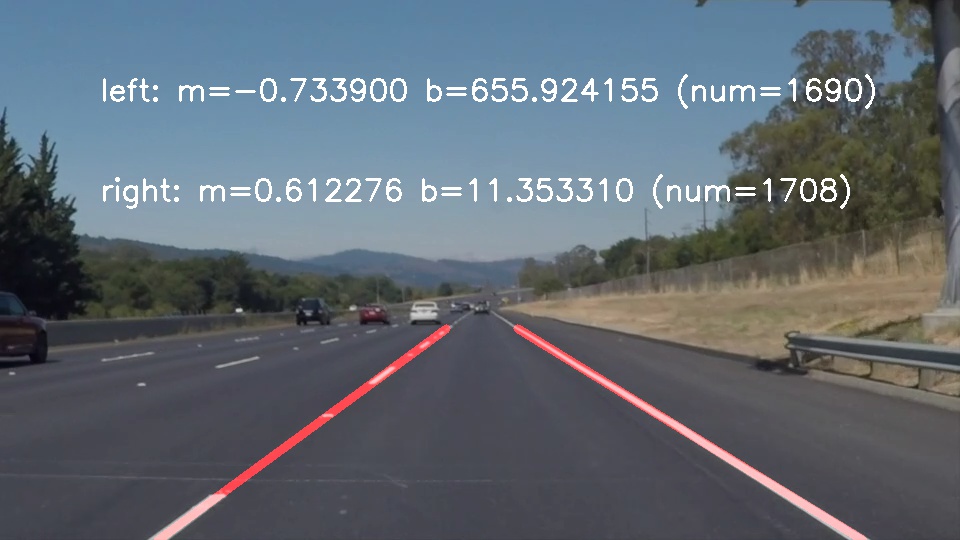 left: m=-0.733900 b=655.924155 (num=1690)
right: m=0.612276 b=11.353310 (num=1708)